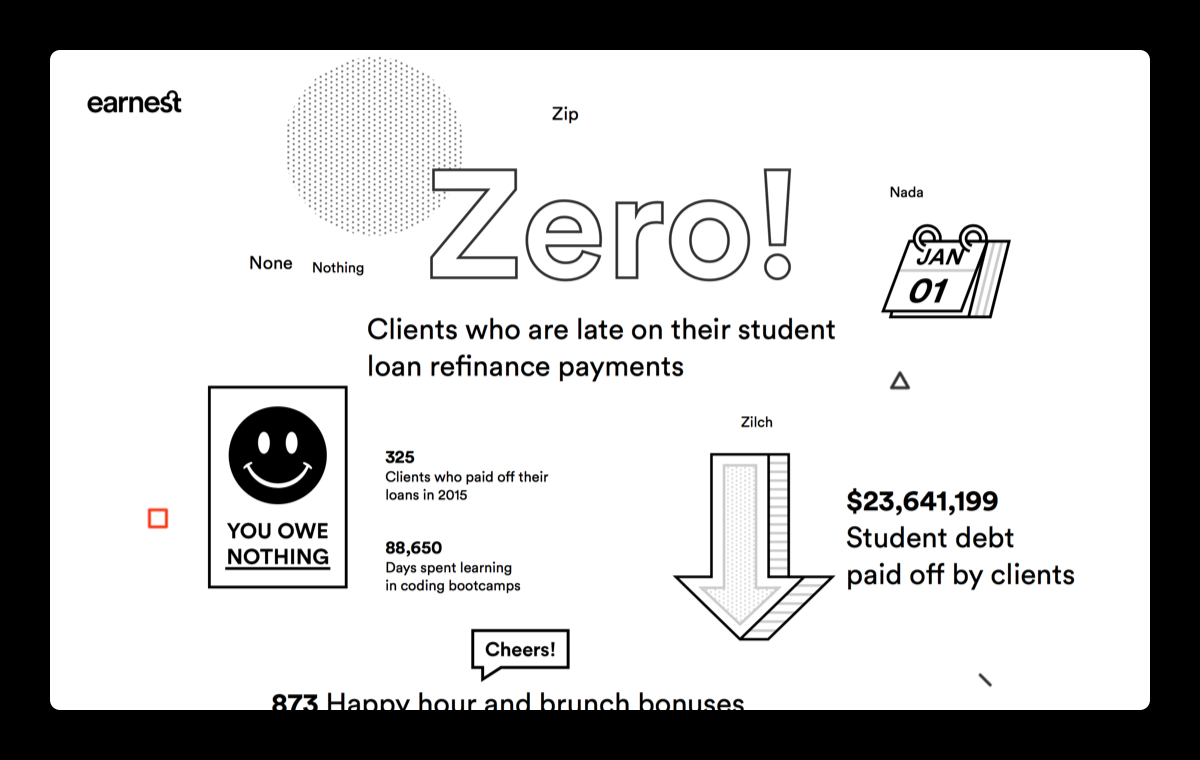 earnest
Zip
Zero!
Nada
JAN
01
None
Nothing
Clients who are late on their student
loan refinance payments
Zilch
YOU OWE
NOTHING
325
Clients who paid off their
loans in 2015
88,650
Days spent learning
in coding bootcamps
$23,641,199
Student debt
paid off by clients
Cheers!
873 Happy hour and brunch bonuses